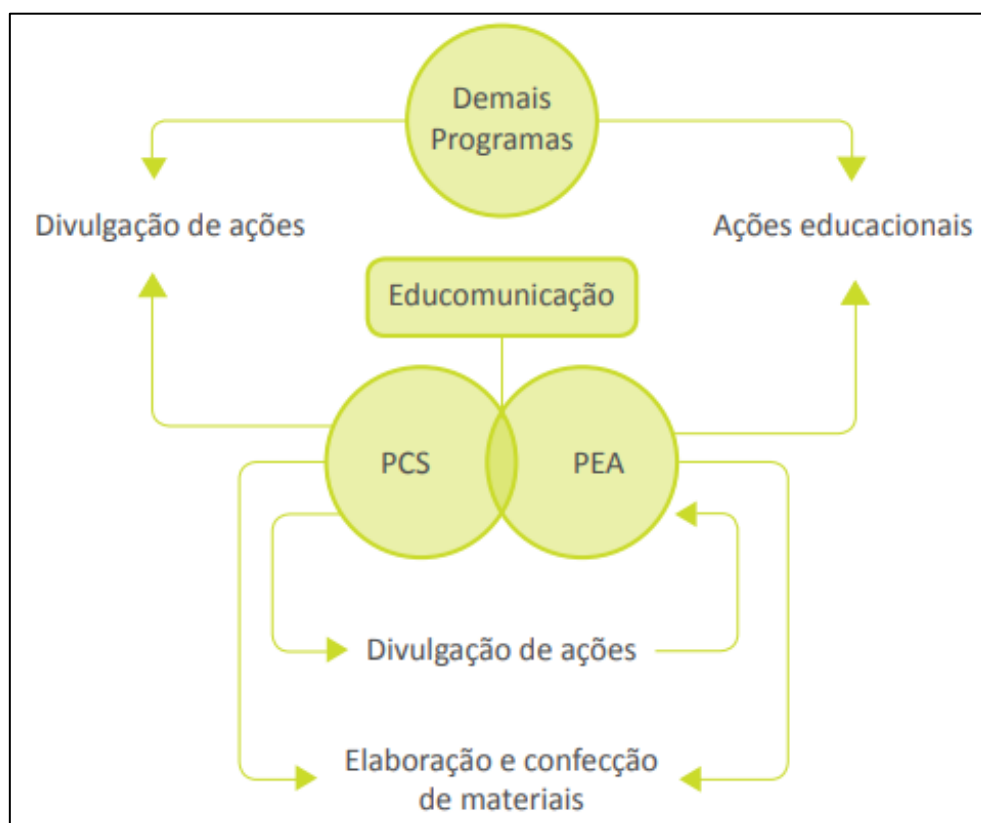 Demais
Programas
Divulgação de ações
Ações educacionais
Educomunicação
PCS
PEA
Divulgação de ações
Elaboração e confecção
de materiais